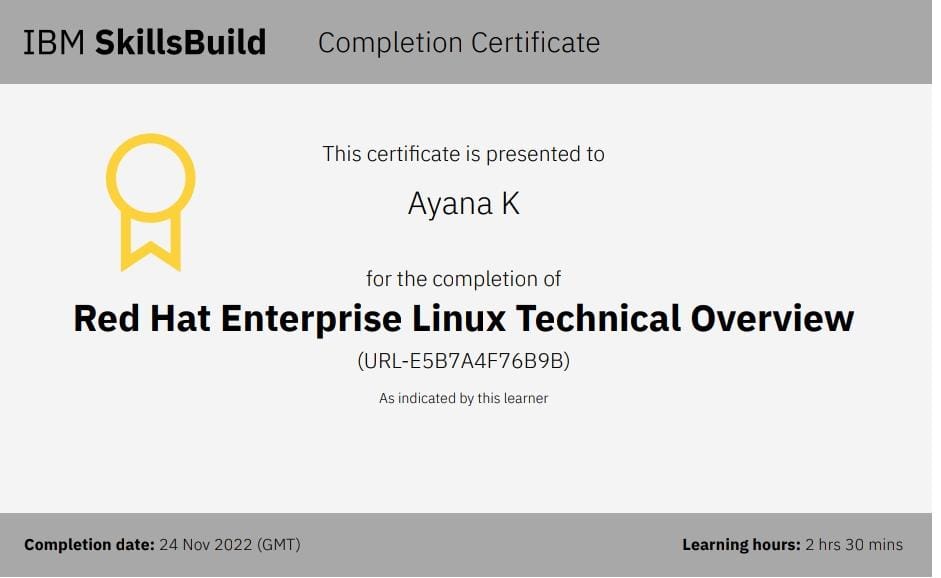 IBM SkillsBuild Completion Certificate
This certificate is presented to
Ayana K
for the completion of
Red Hat Enterprise Linux Technical Overview
(URL-E5B7A4F76B9B)
As indicated by this learner
Completion date: 24 Nov 2022 (GMT)
Learning hours: 2 hrs 30 mins